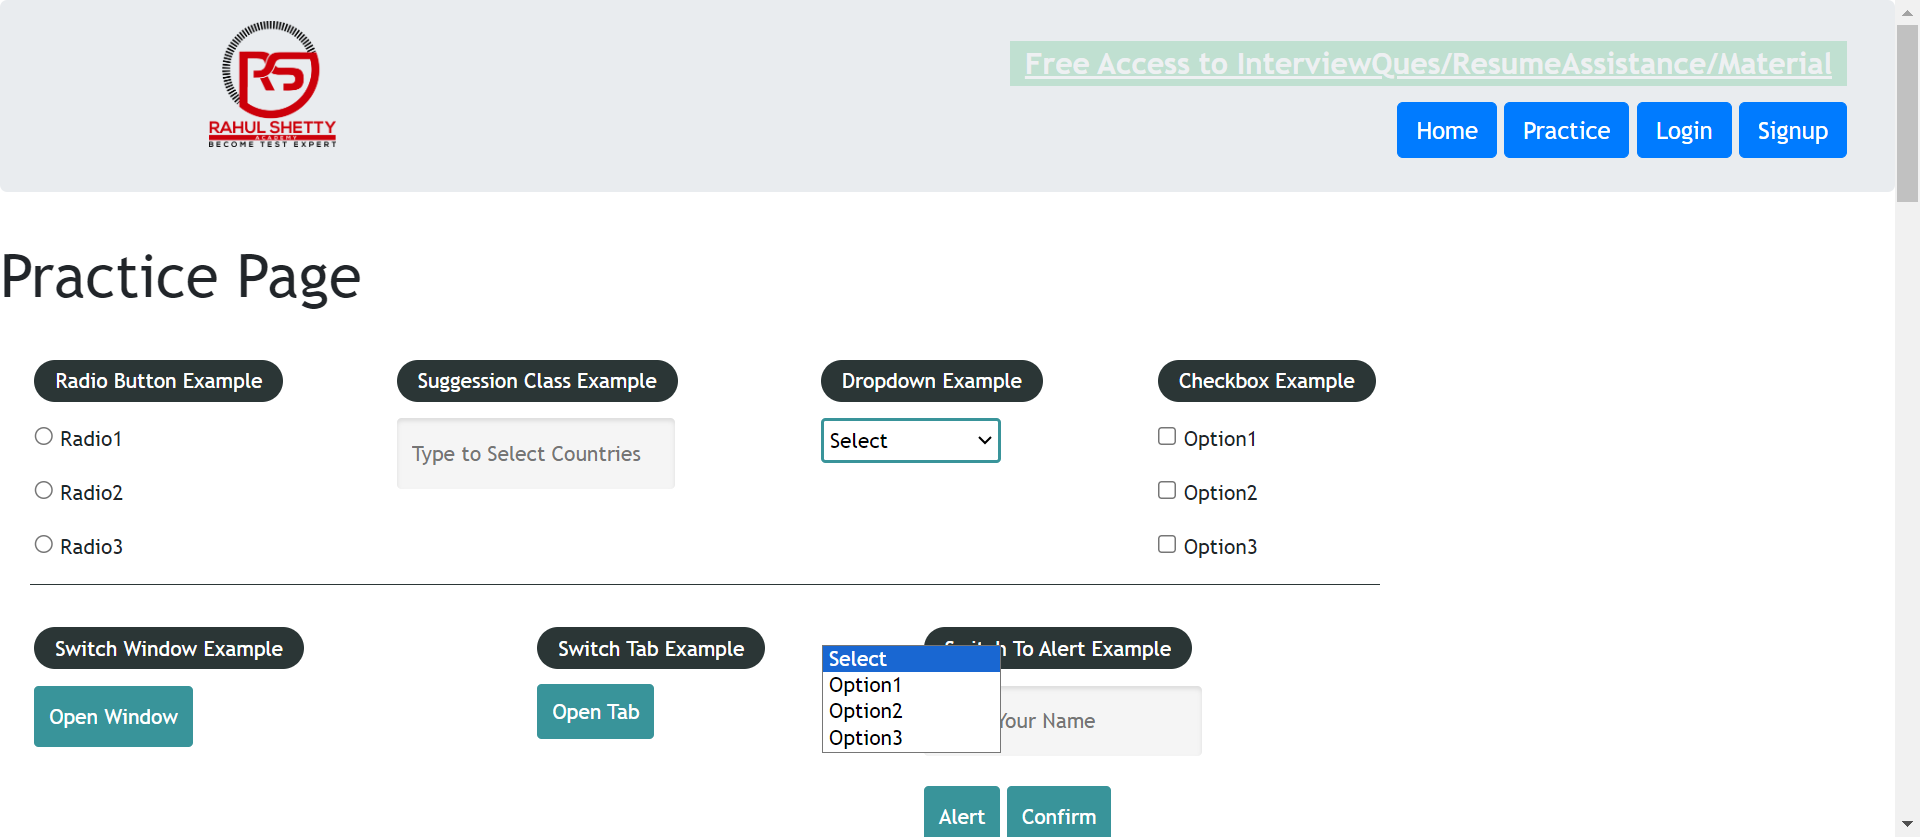 RAHUL SHETTY
ACADEMY
BECOME TEST EXPERT
Free Access to InterviewQues/ResumeAssistance/Material
Home Practice Login Signup
Practice Page
Radio Button Example
Radio1
Radio2
Radio3
Suggession Class Example
Type to Select Countries
Dropdown Example
Select
Checkbox Example
Option1
Option2
Option3
Switch Window Example
Open Window
Switch Tab Example
Open Tab
Select
Option1
Option2
Option3
To Alert Example
Your Name
Alert Confirm